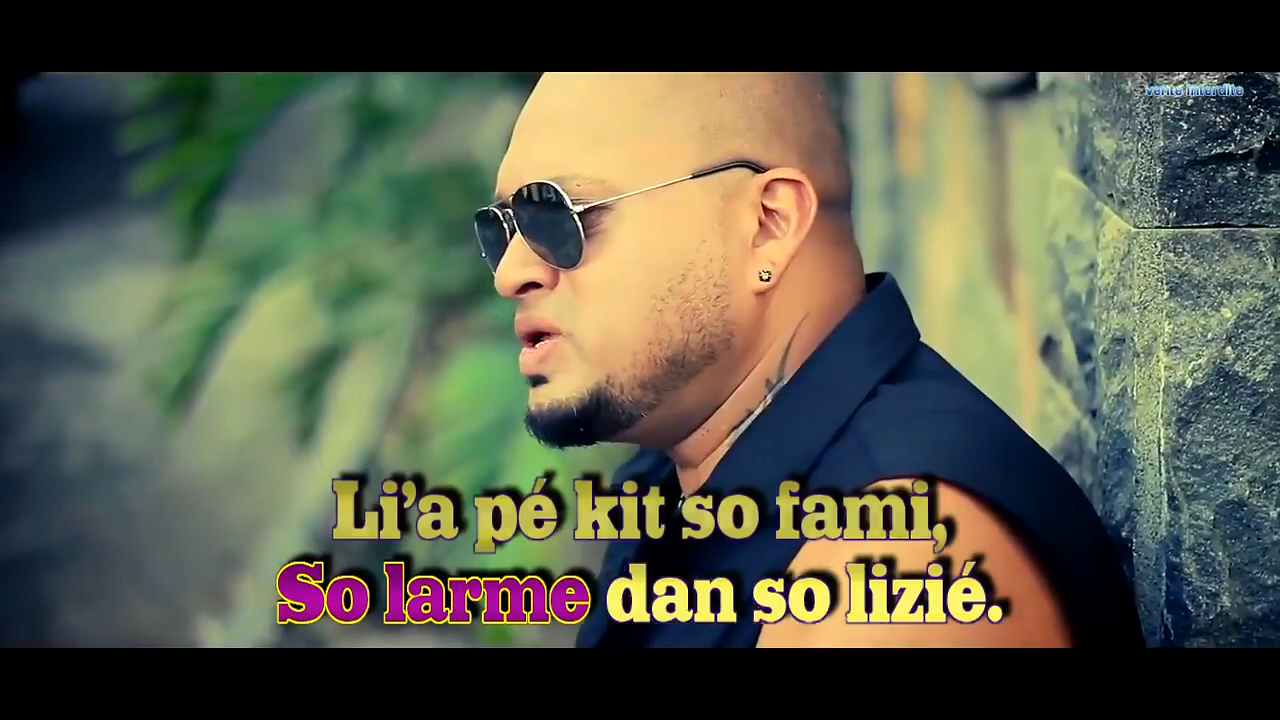 vente interdite
Li’a pé kit so fami,
So larme dan so lizié.